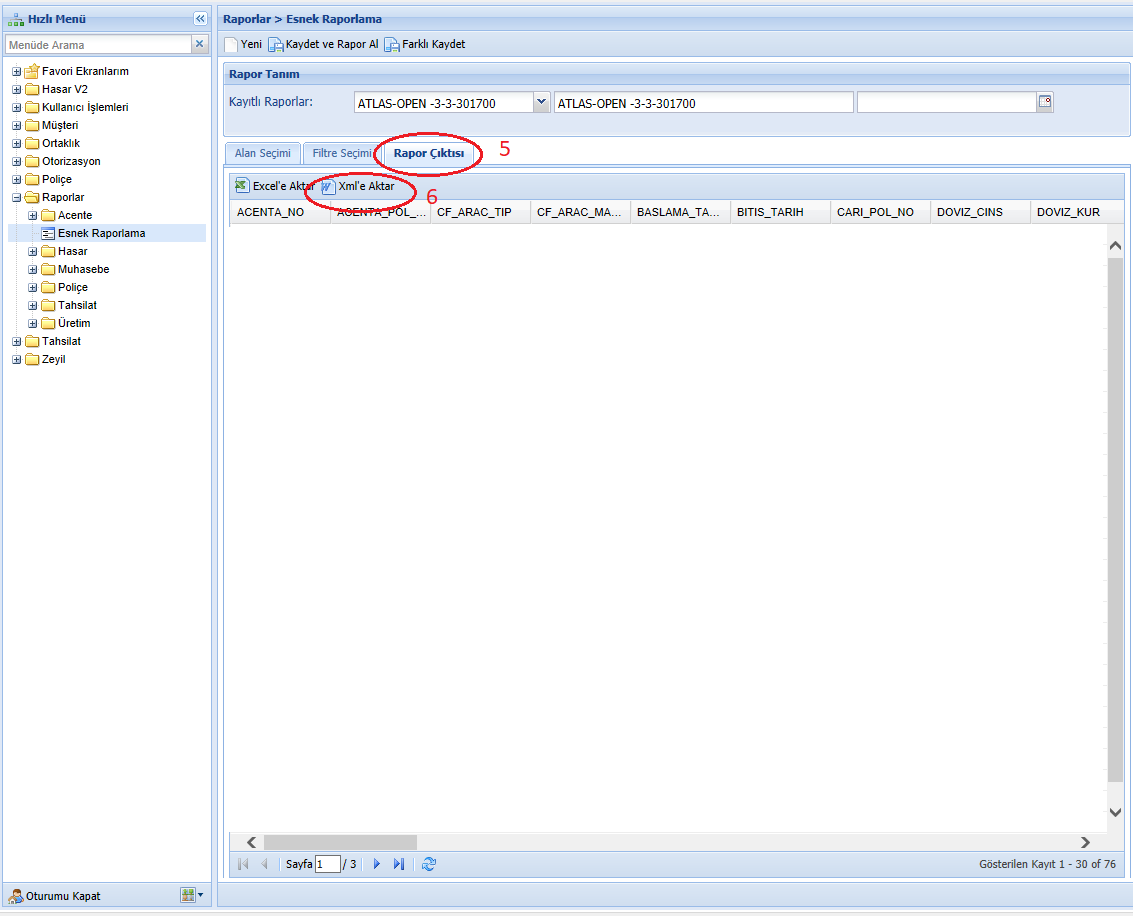 Hızlı Menü
Menüde Arama
Favori Ekranlarım
Hasar V2
Kullanıcı İşlemleri
Müşteri
Ortaklık
Otorizasyon
Poliçe
Raporlar
Acente
Esnek Raporlama
Hasar
Muhasebe
Poliçe
Tahsilat
Üretim
Tahsilat
Zeyil
Oturumu Kapat
Raporlar > Esnek Raporlama
Yeni Kaydet ve Rapor Al Farklı Kaydet
Rapor Tanım
Kayıtlı Raporlar: ATLAS-OPEN -3-3-301700 ATLAS-OPEN -3-3-301700
Alan Seçimi Filtre Seçimi Rapor Çıktısı 5
Excel'e Aktar Xml'e Aktar 6
ACENTA_NO ACENTA_POL_... CF_ARAC_TIP CF_ARAC_MA... BASLAMA_TA... BITIS_TARIH CARI_POL_NO DOVIZ_CINS DOVIZ_KUR
Sayfa 1 / 3 Gösterilen Kayıt 1 - 30 of 76